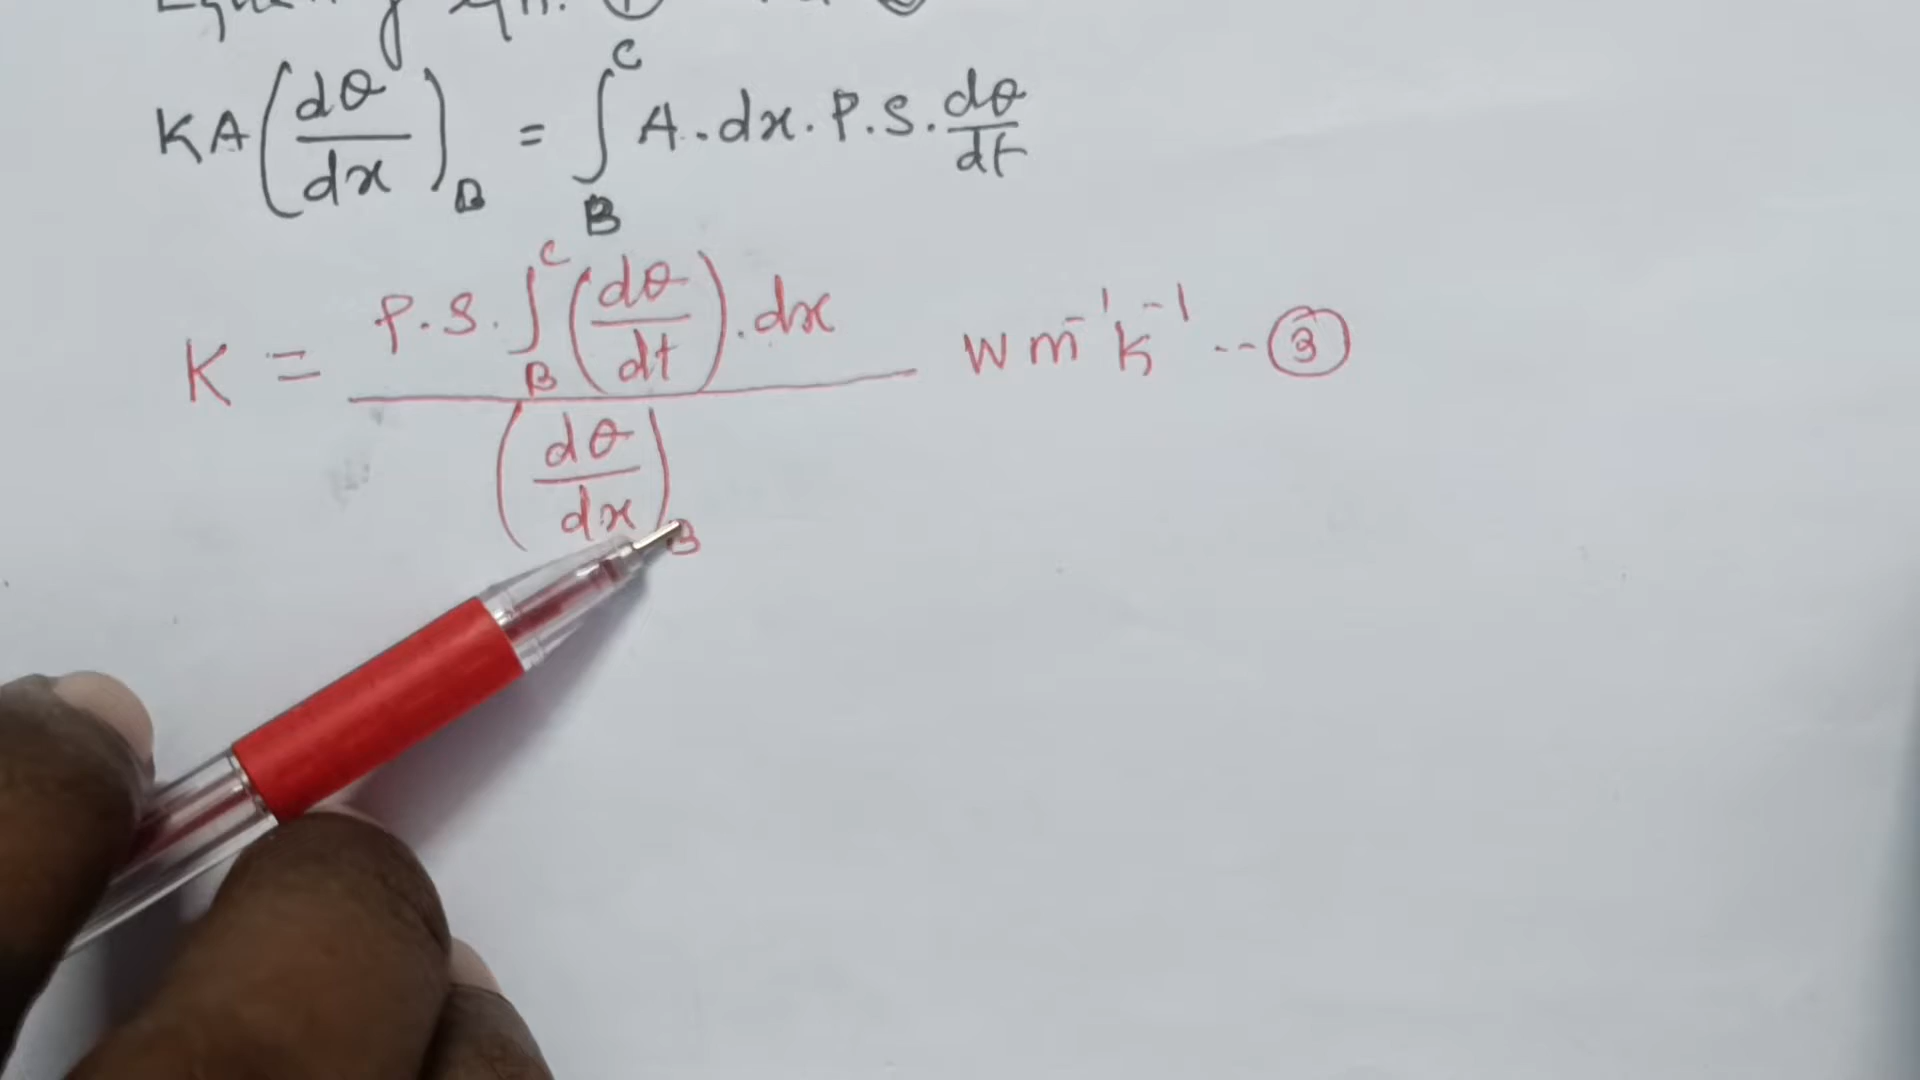 KA(dθ/dx)_B = ∫_B^C A.dx.P.S.dθ/dt
K = P.S.∫_B^C (dθ/dt).dx / (dθ/dx)_B W m⁻¹ k⁻¹ --- ③